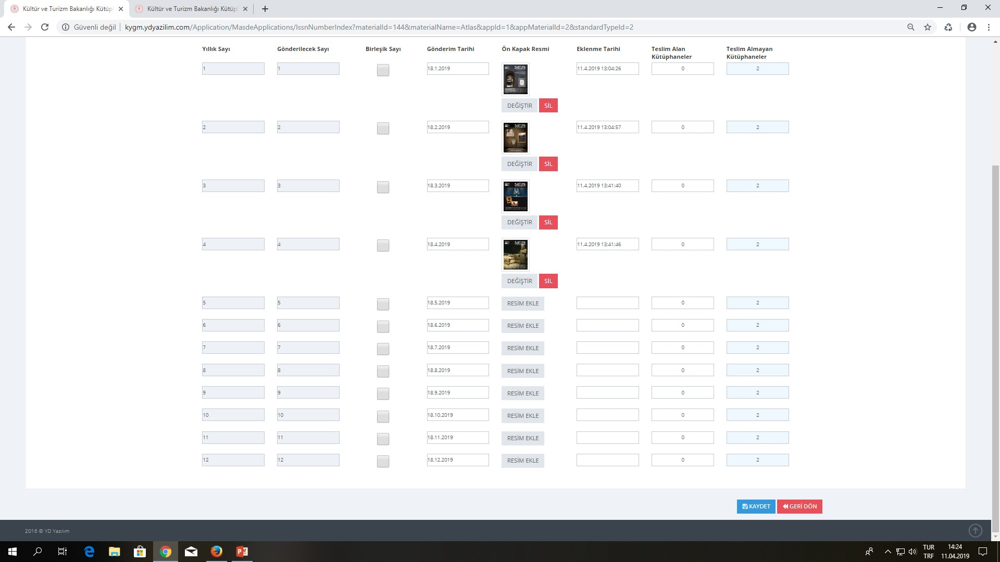 Kültür ve Turizm Bakanlığı Kütüp
Kültür ve Turizm Bakanlığı Kütüp
Güvenli değil
kygm.ydyazilim.com/Application/MasdeApplications/IssnNumberIndex?materialId=144&materialName=Atlas&appId=1&appMaterialId=2&standardTypeId=2
Yıllık Sayı Gönderilecek Sayı Birleşik Sayı Gönderim Tarihi Ön Kapak Resmi Eklenme Tarihi Teslim Alan Teslim Almayan
Kütüphaneler Kütüphaneler
1 1 18.1.2019 MÜZE 11.4.2019 13:04:26 0 2
DEĞİŞTİR SİL
2 2 18.2.2019 MÜZE 11.4.2019 13:04:57 0 2
DEĞİŞTİR SİL
3 3 18.3.2019 MÜZE 11.4.2019 13:41:40 0 2
DEĞİŞTİR SİL
4 4 18.4.2019 MÜZE 11.4.2019 13:41:46 0 2
DEĞİŞTİR SİL
5 5 18.5.2019 RESİM EKLE 0 2
6 6 18.6.2019 RESİM EKLE 0 2
7 7 18.7.2019 RESİM EKLE 0 2
8 8 18.8.2019 RESİM EKLE 0 2
9 9 18.9.2019 RESİM EKLE 0 2
10 10 18.10.2019 RESİM EKLE 0 2
11 11 18.11.2019 RESİM EKLE 0 2
12 12 18.12.2019 RESİM EKLE 0 2
KAYDET GERİ DÖN
2016 © YD Yazılım
TUR 14:24
TRF 11.04.2019